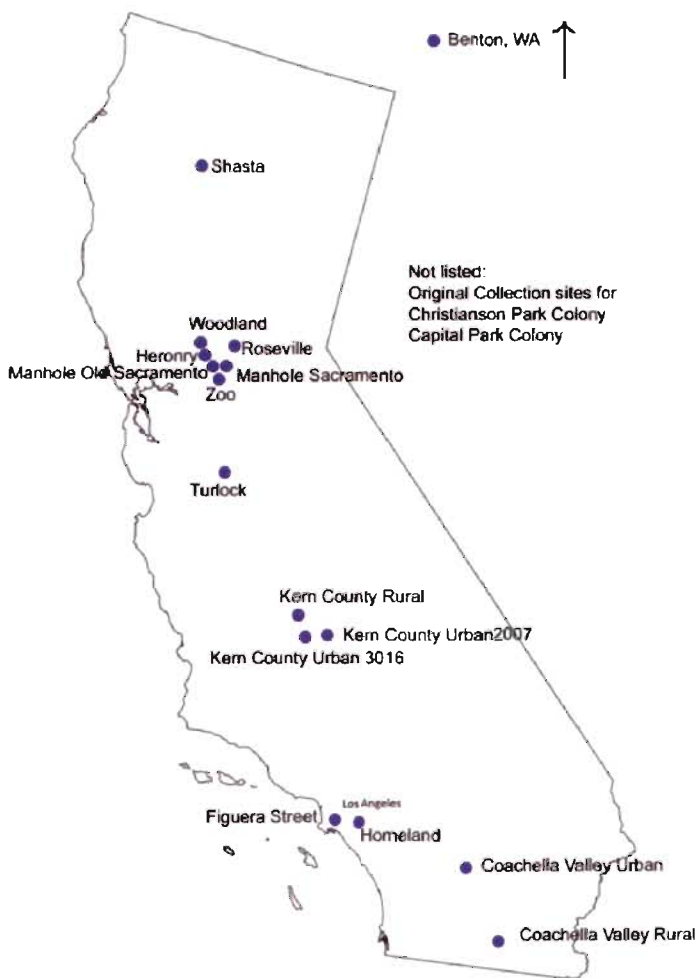 Benton, WA
Shasta
Not listed:
Original Collection sites for
Christianson Park Colony
Capital Park Colony
Woodland
Roseville
Heronry
Manhole Old Sacramento
Manhole Sacramento
Zoo
Turlock
Kern County Rural
Kern County Urban2007
Kern County Urban 3016
Los Angeles
Figuera Street
Homeland
Coachella Valley Urban
Coachella Valley Rural